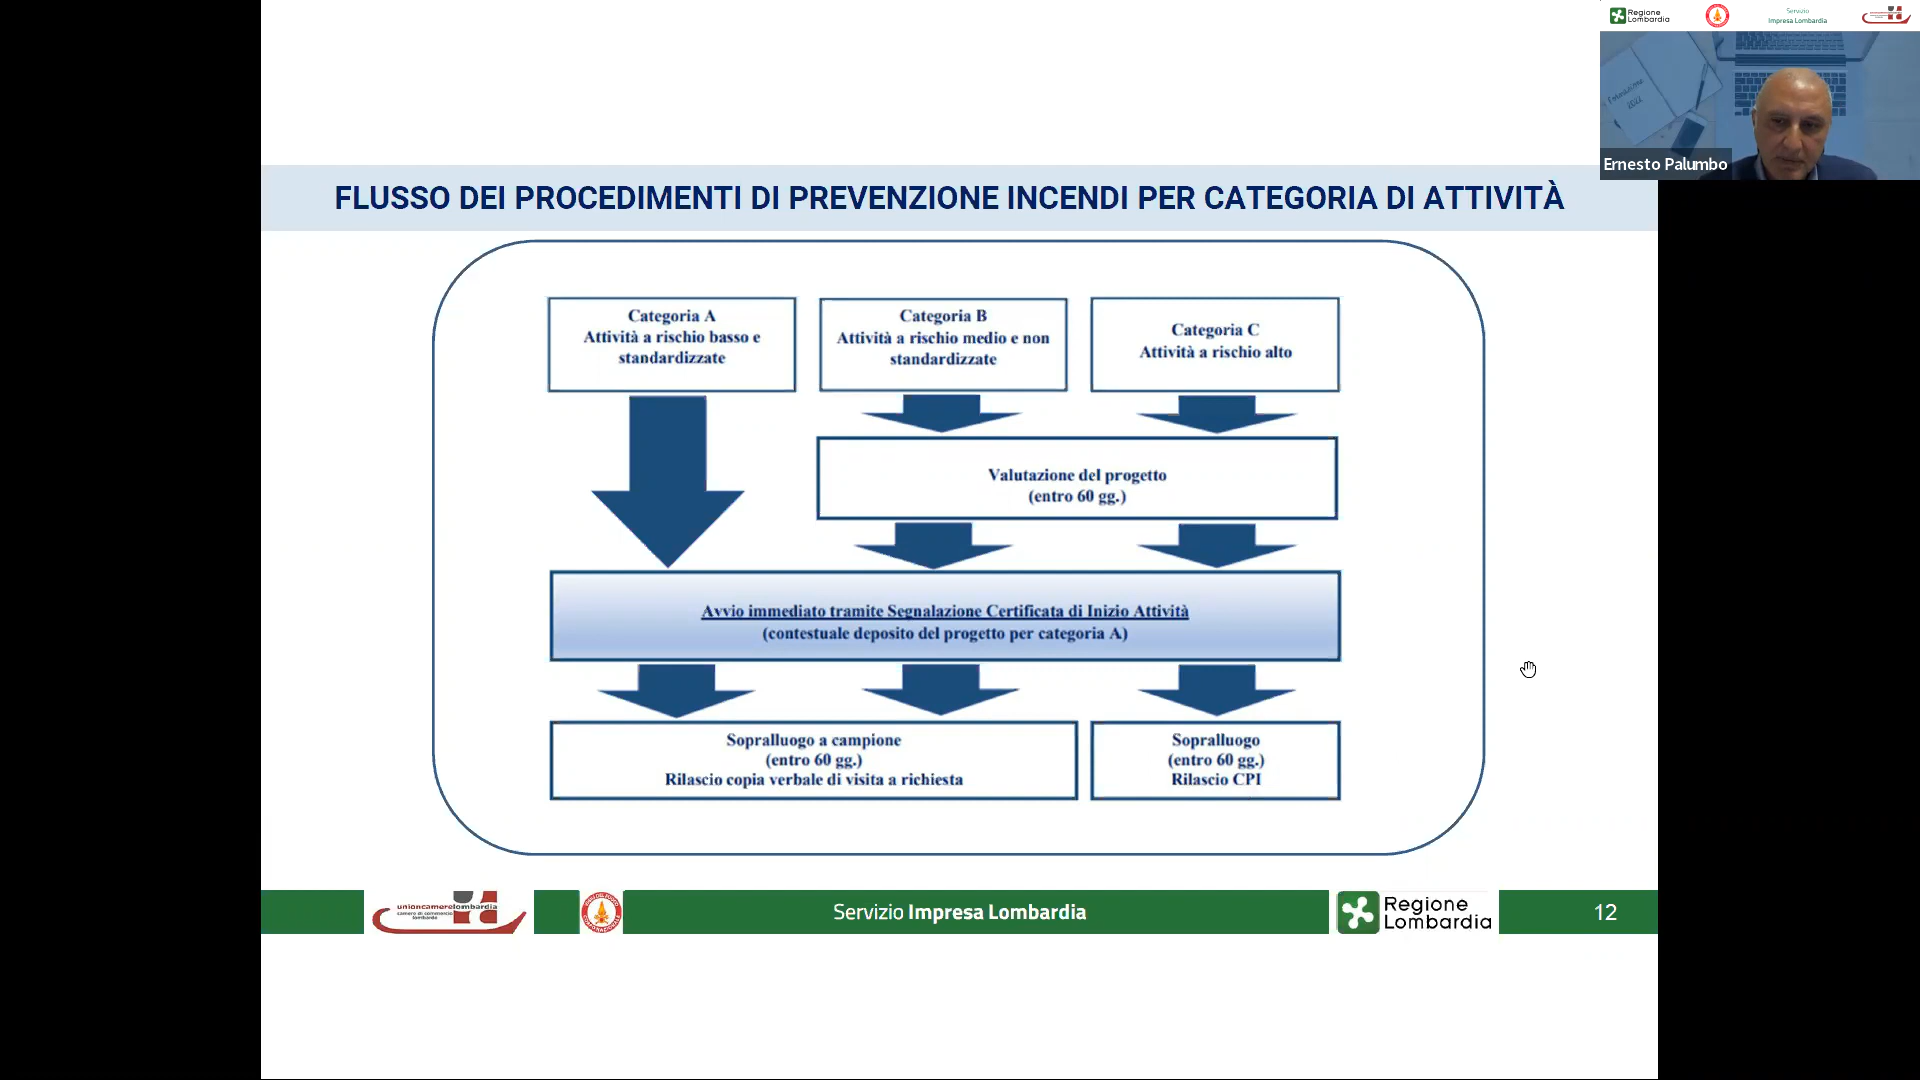 Regione
Lombardia
Servizio
Impresa Lombardia
Ernesto Palumbo
FLUSSO DEI PROCEDIMENTI DI PREVENZIONE INCENDI PER CATEGORIA DI ATTIVITÀ
Categoria A
Attività a rischio basso e
standardizzate
Categoria B
Attività a rischio medio e non
standardizzate
Categoria C
Attività a rischio alto
Valutazione del progetto
(entro 60 gg.)
Avvio immediato tramite Segnalazione Certificata di Inizio Attività
(contestuale deposito del progetto per categoria A)
Sopralluogo a campione
(entro 60 gg.)
Rilascio copia verbale di visita a richiesta
Sopralluogo
(entro 60 gg.)
Rilascio CPI
unioncamerelombardia
camere di commercio
lombarde
Servizio Impresa Lombardia
Regione
Lombardia
12